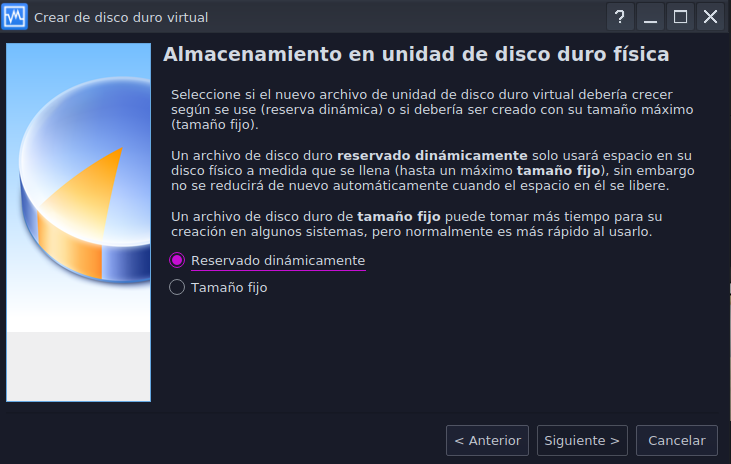 Crear de disco duro virtual
Almacenamiento en unidad de disco duro física
Seleccione si el nuevo archivo de unidad de disco duro virtual debería crecer
según se use (reserva dinámica) o si debería ser creado con su tamaño máximo
(tamaño fijo).
Un archivo de disco duro reservado dinámicamente solo usará espacio en su
disco físico a medida que se llena (hasta un máximo tamaño fijo), sin embargo
no se reducirá de nuevo automáticamente cuando el espacio en él se libere.
Un archivo de disco duro de tamaño fijo puede tomar más tiempo para su
creación en algunos sistemas, pero normalmente es más rápido al usarlo.
Reservado dinámicamente
Tamaño fijo
< Anterior
Siguiente >
Cancelar